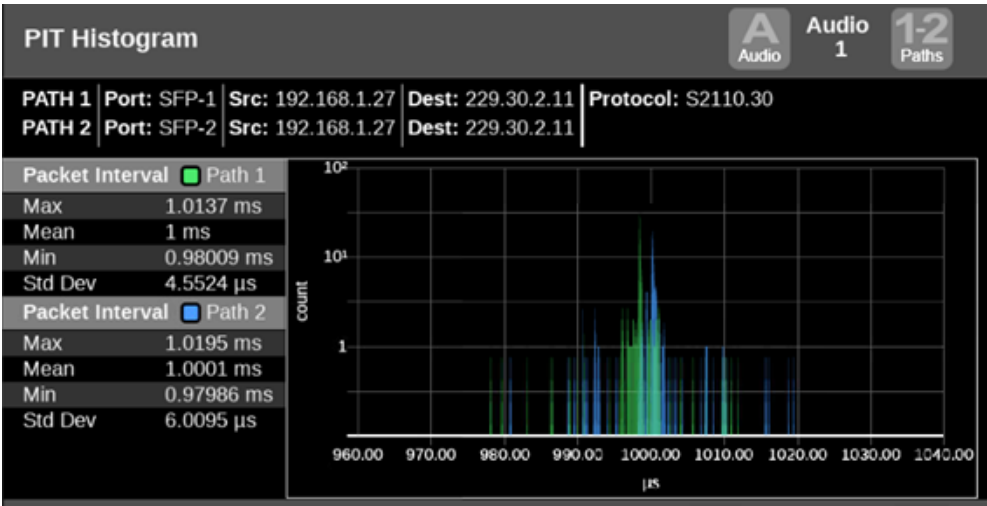 PIT Histogram
A Audio
Audio 1
1-2 Paths
PATH 1 Port: SFP-1 Src: 192.168.1.27 Dest: 229.30.2.11 Protocol: S2110.30
PATH 2 Port: SFP-2 Src: 192.168.1.27 Dest: 229.30.2.11
Packet Interval Path 1
Max 1.0137 ms
Mean 1 ms
Min 0.98009 ms
Std Dev 4.5524 µs
Packet Interval Path 2
Max 1.0195 ms
Mean 1.0001 ms
Min 0.97986 ms
Std Dev 6.0095 µs
10²
10¹
1
count
960.00 970.00 980.00 990.00 1000.00 1010.00 1020.00 1030.00 1040.00
µs